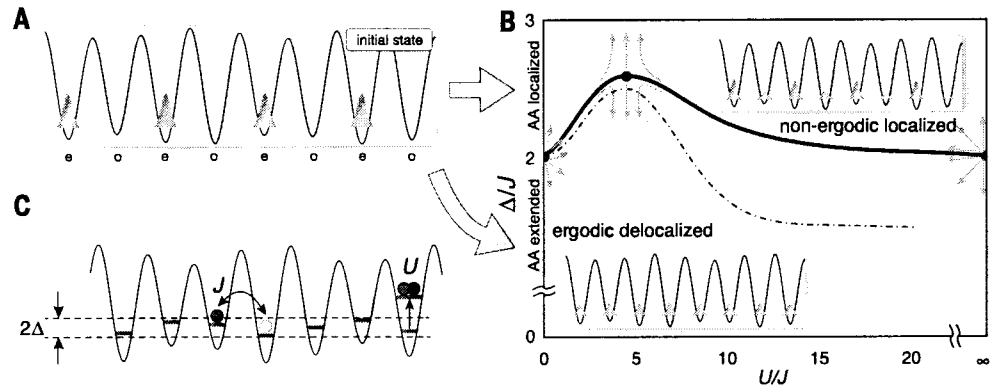 A
initial state
e o e o e o e o
C
J
U
2Δ
B
3
2
0
AA localized
Δ/J
AA extended
non-ergodic localized
ergodic delocalized
0 5 10 15 20 ∞
U/J